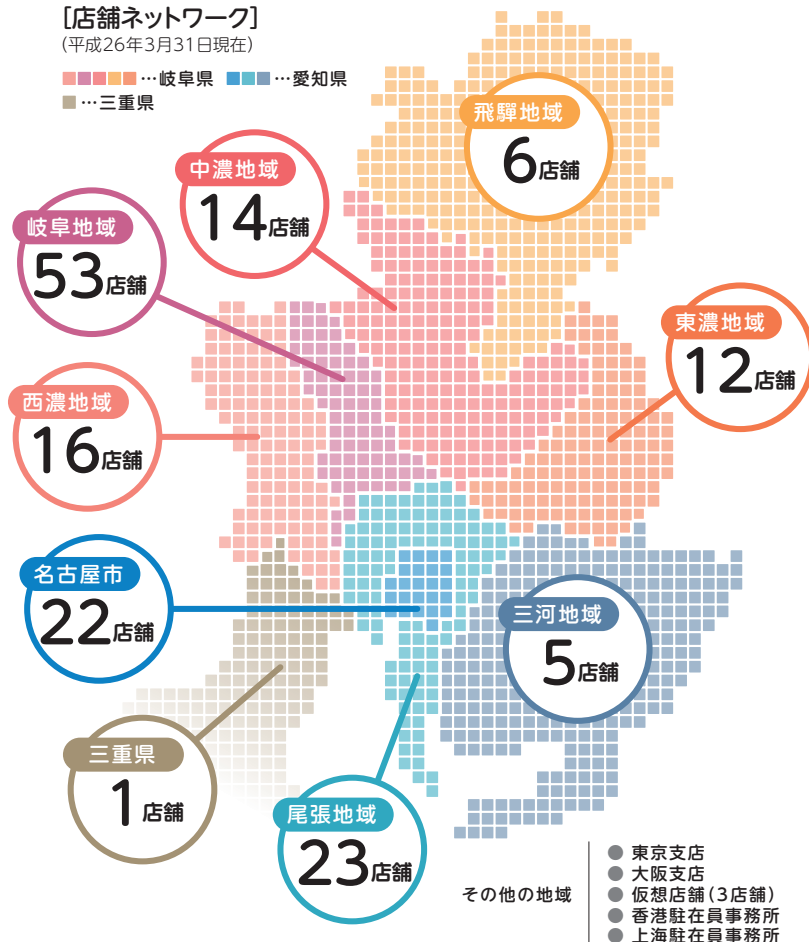 [店舗ネットワーク]
(平成26年3月31日現在)
…岐阜県 …愛知県
…三重県
飛騨地域
6店舗
中濃地域
14店舗
岐阜地域
53店舗
東濃地域
12店舗
西濃地域
16店舗
名古屋市
22店舗
三河地域
5店舗
三重県
1店舗
尾張地域
23店舗
その他の地域
● 東京支店
● 大阪支店
● 仮想店舗(3店舗)
● 香港駐在員事務所
● 上海駐在員事務所